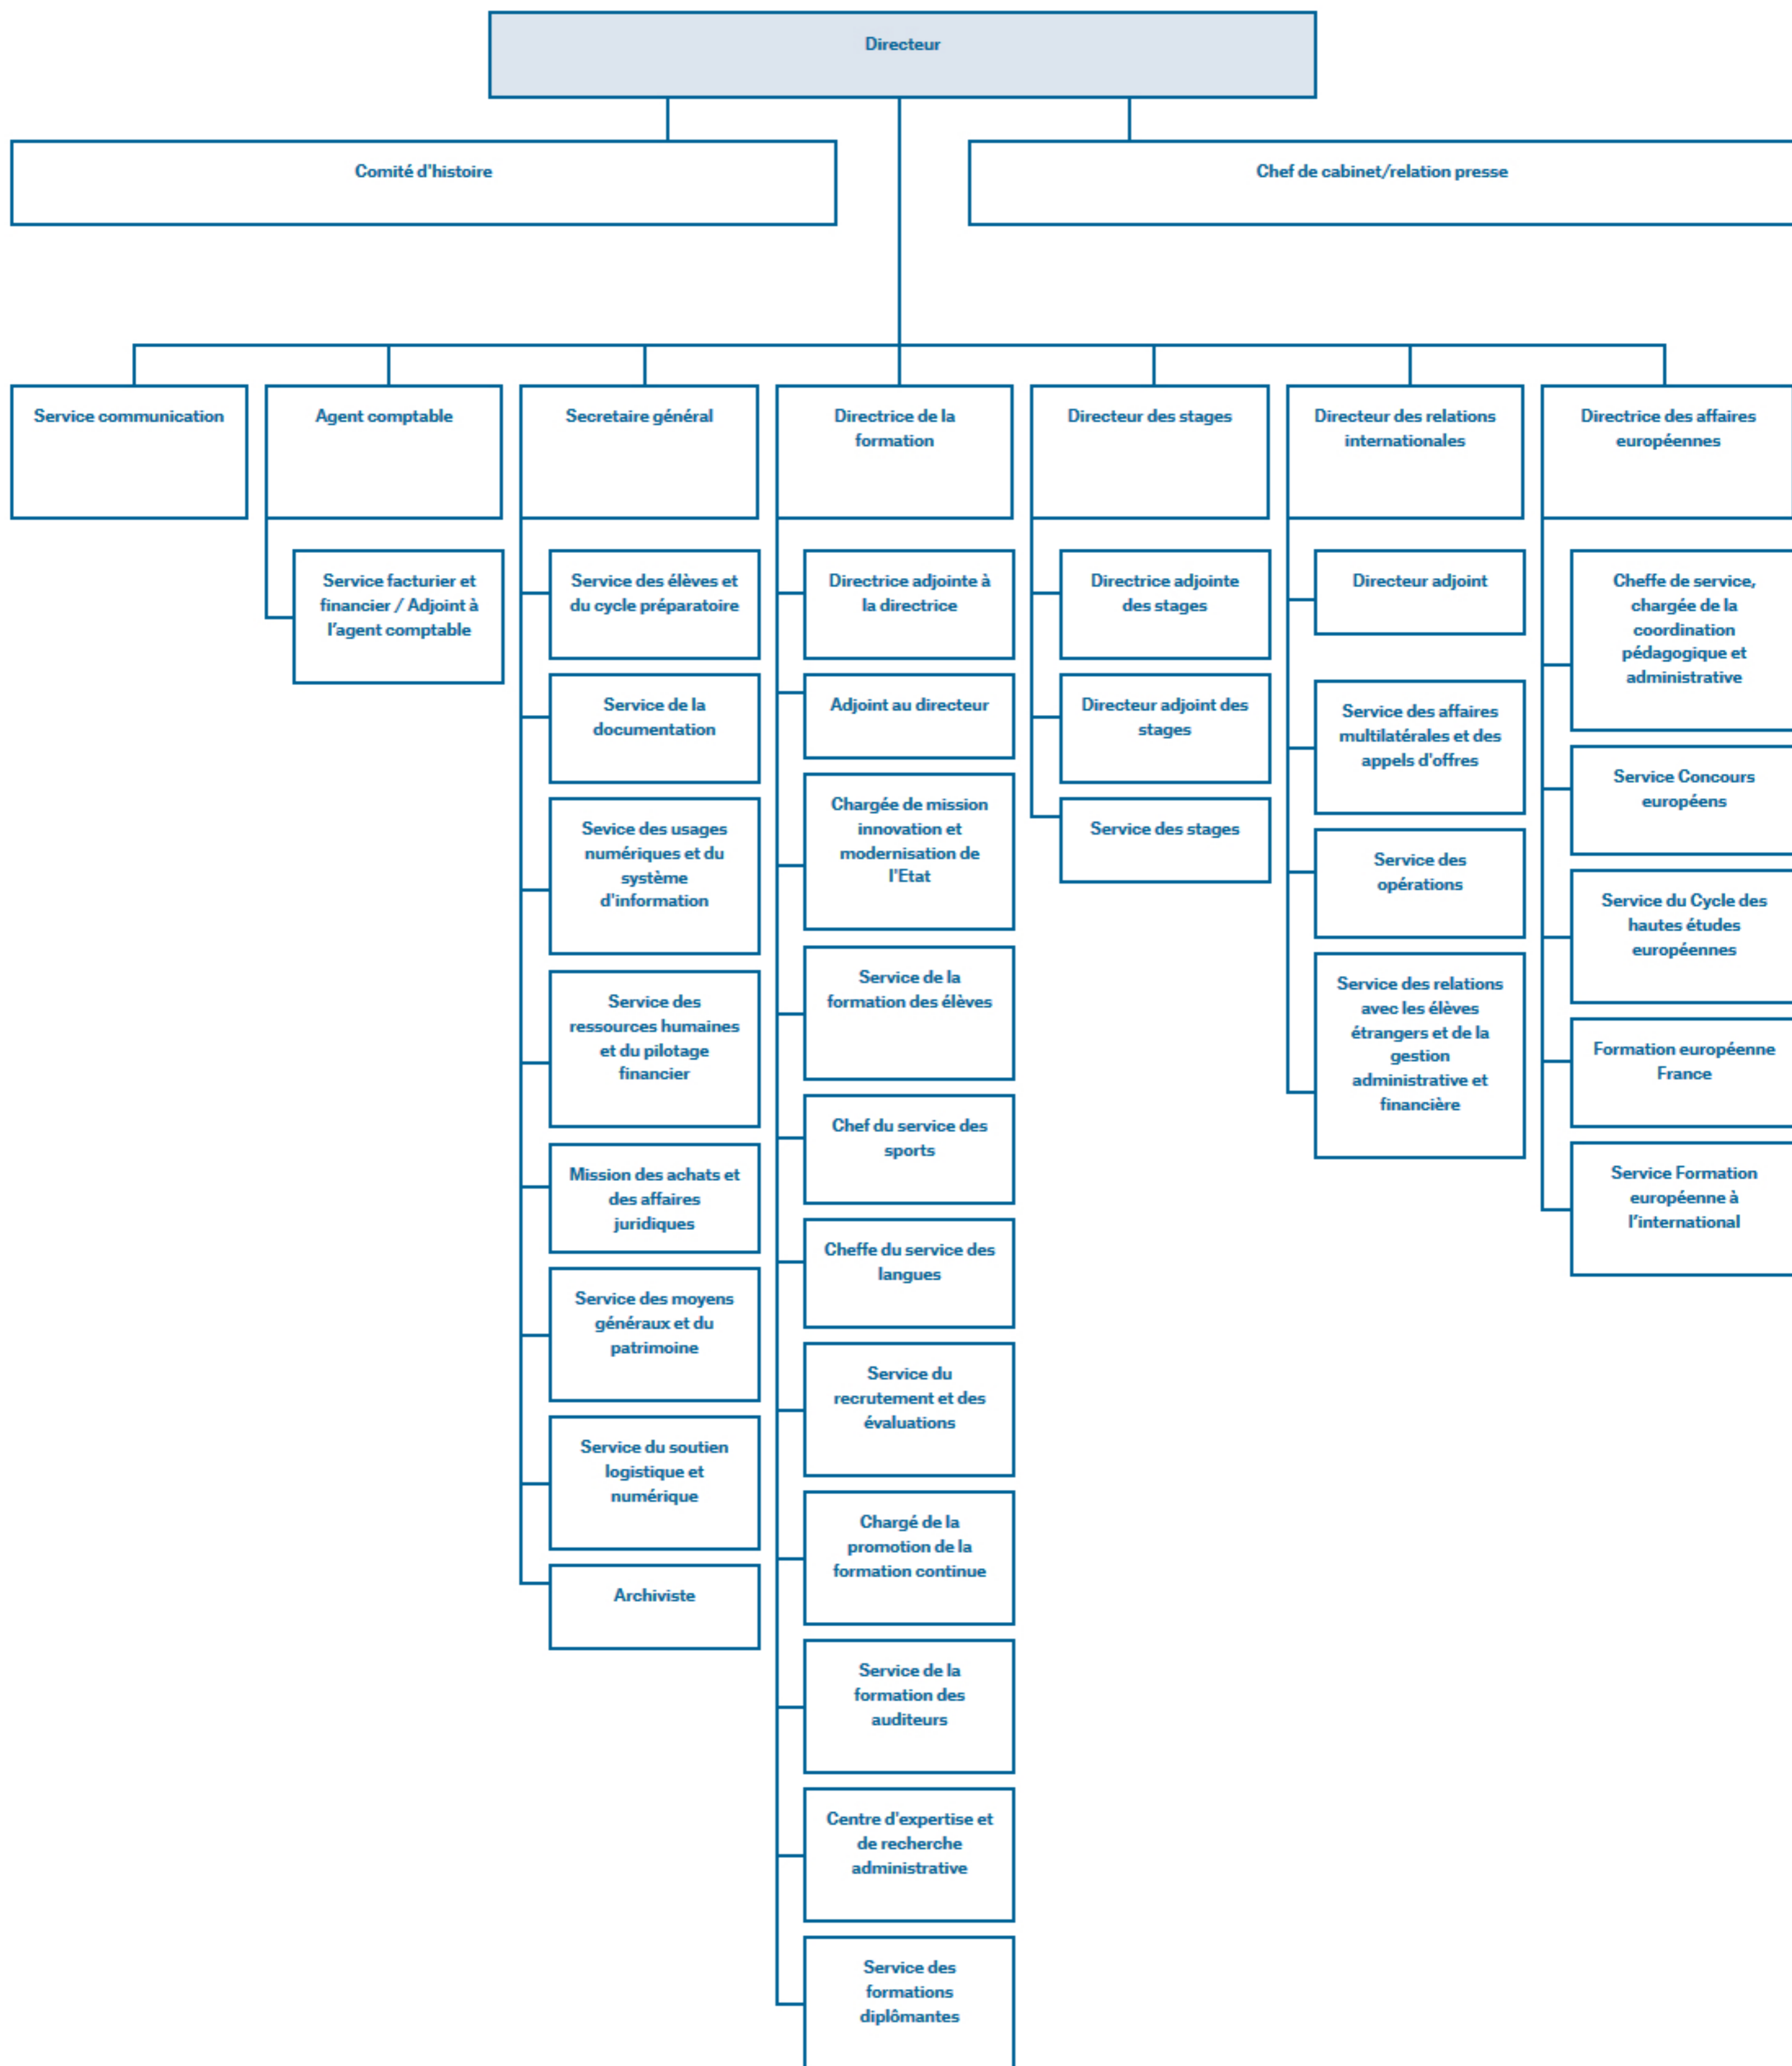 Directeur
Comité d'histoire
Chef de cabinet/relation presse
Service communication
Agent comptable
Service facturier et
financier / Adjoint à
l'agent comptable
Secretaire général
Service des élèves et
du cycle préparatoire
Service de la
documentation
Sevice des usages
numériques et du
système
d'information
Service des
ressources humaines
et du pilotage
financier
Mission des achats et
des affaires
juridiques
Service des moyens
généraux et du
patrimoine
Service du soutien
logistique et
numérique
Archiviste
Directrice de la
formation
Directrice adjointe à
la directrice
Adjoint au directeur
Chargée de mission
innovation et
modernisation de
l'Etat
Service de la
formation des élèves
Chef du service des
sports
Cheffe du service des
langues
Service du
recrutement et des
évaluations
Chargé de la
promotion de la
formation continue
Service de la
formation des
auditeurs
Centre d'expertise et
de recherche
administrative
Service des
formations
diplômantes
Directeur des stages
Directrice adjointe
des stages
Directeur adjoint des
stages
Service des stages
Directeur des relations
internationales
Directeur adjoint
Service des affaires
multilatérales et des
appels d'offres
Service des
opérations
Service des relations
avec les élèves
étrangers et de la
gestion
administrative et
financière
Directrice des affaires
européennes
Cheffe de service,
chargée de la
coordination
pédagogique et
administrative
Service Concours
européens
Service du Cycle des
hautes études
européennes
Formation européenne
France
Service Formation
européenne à
l'international